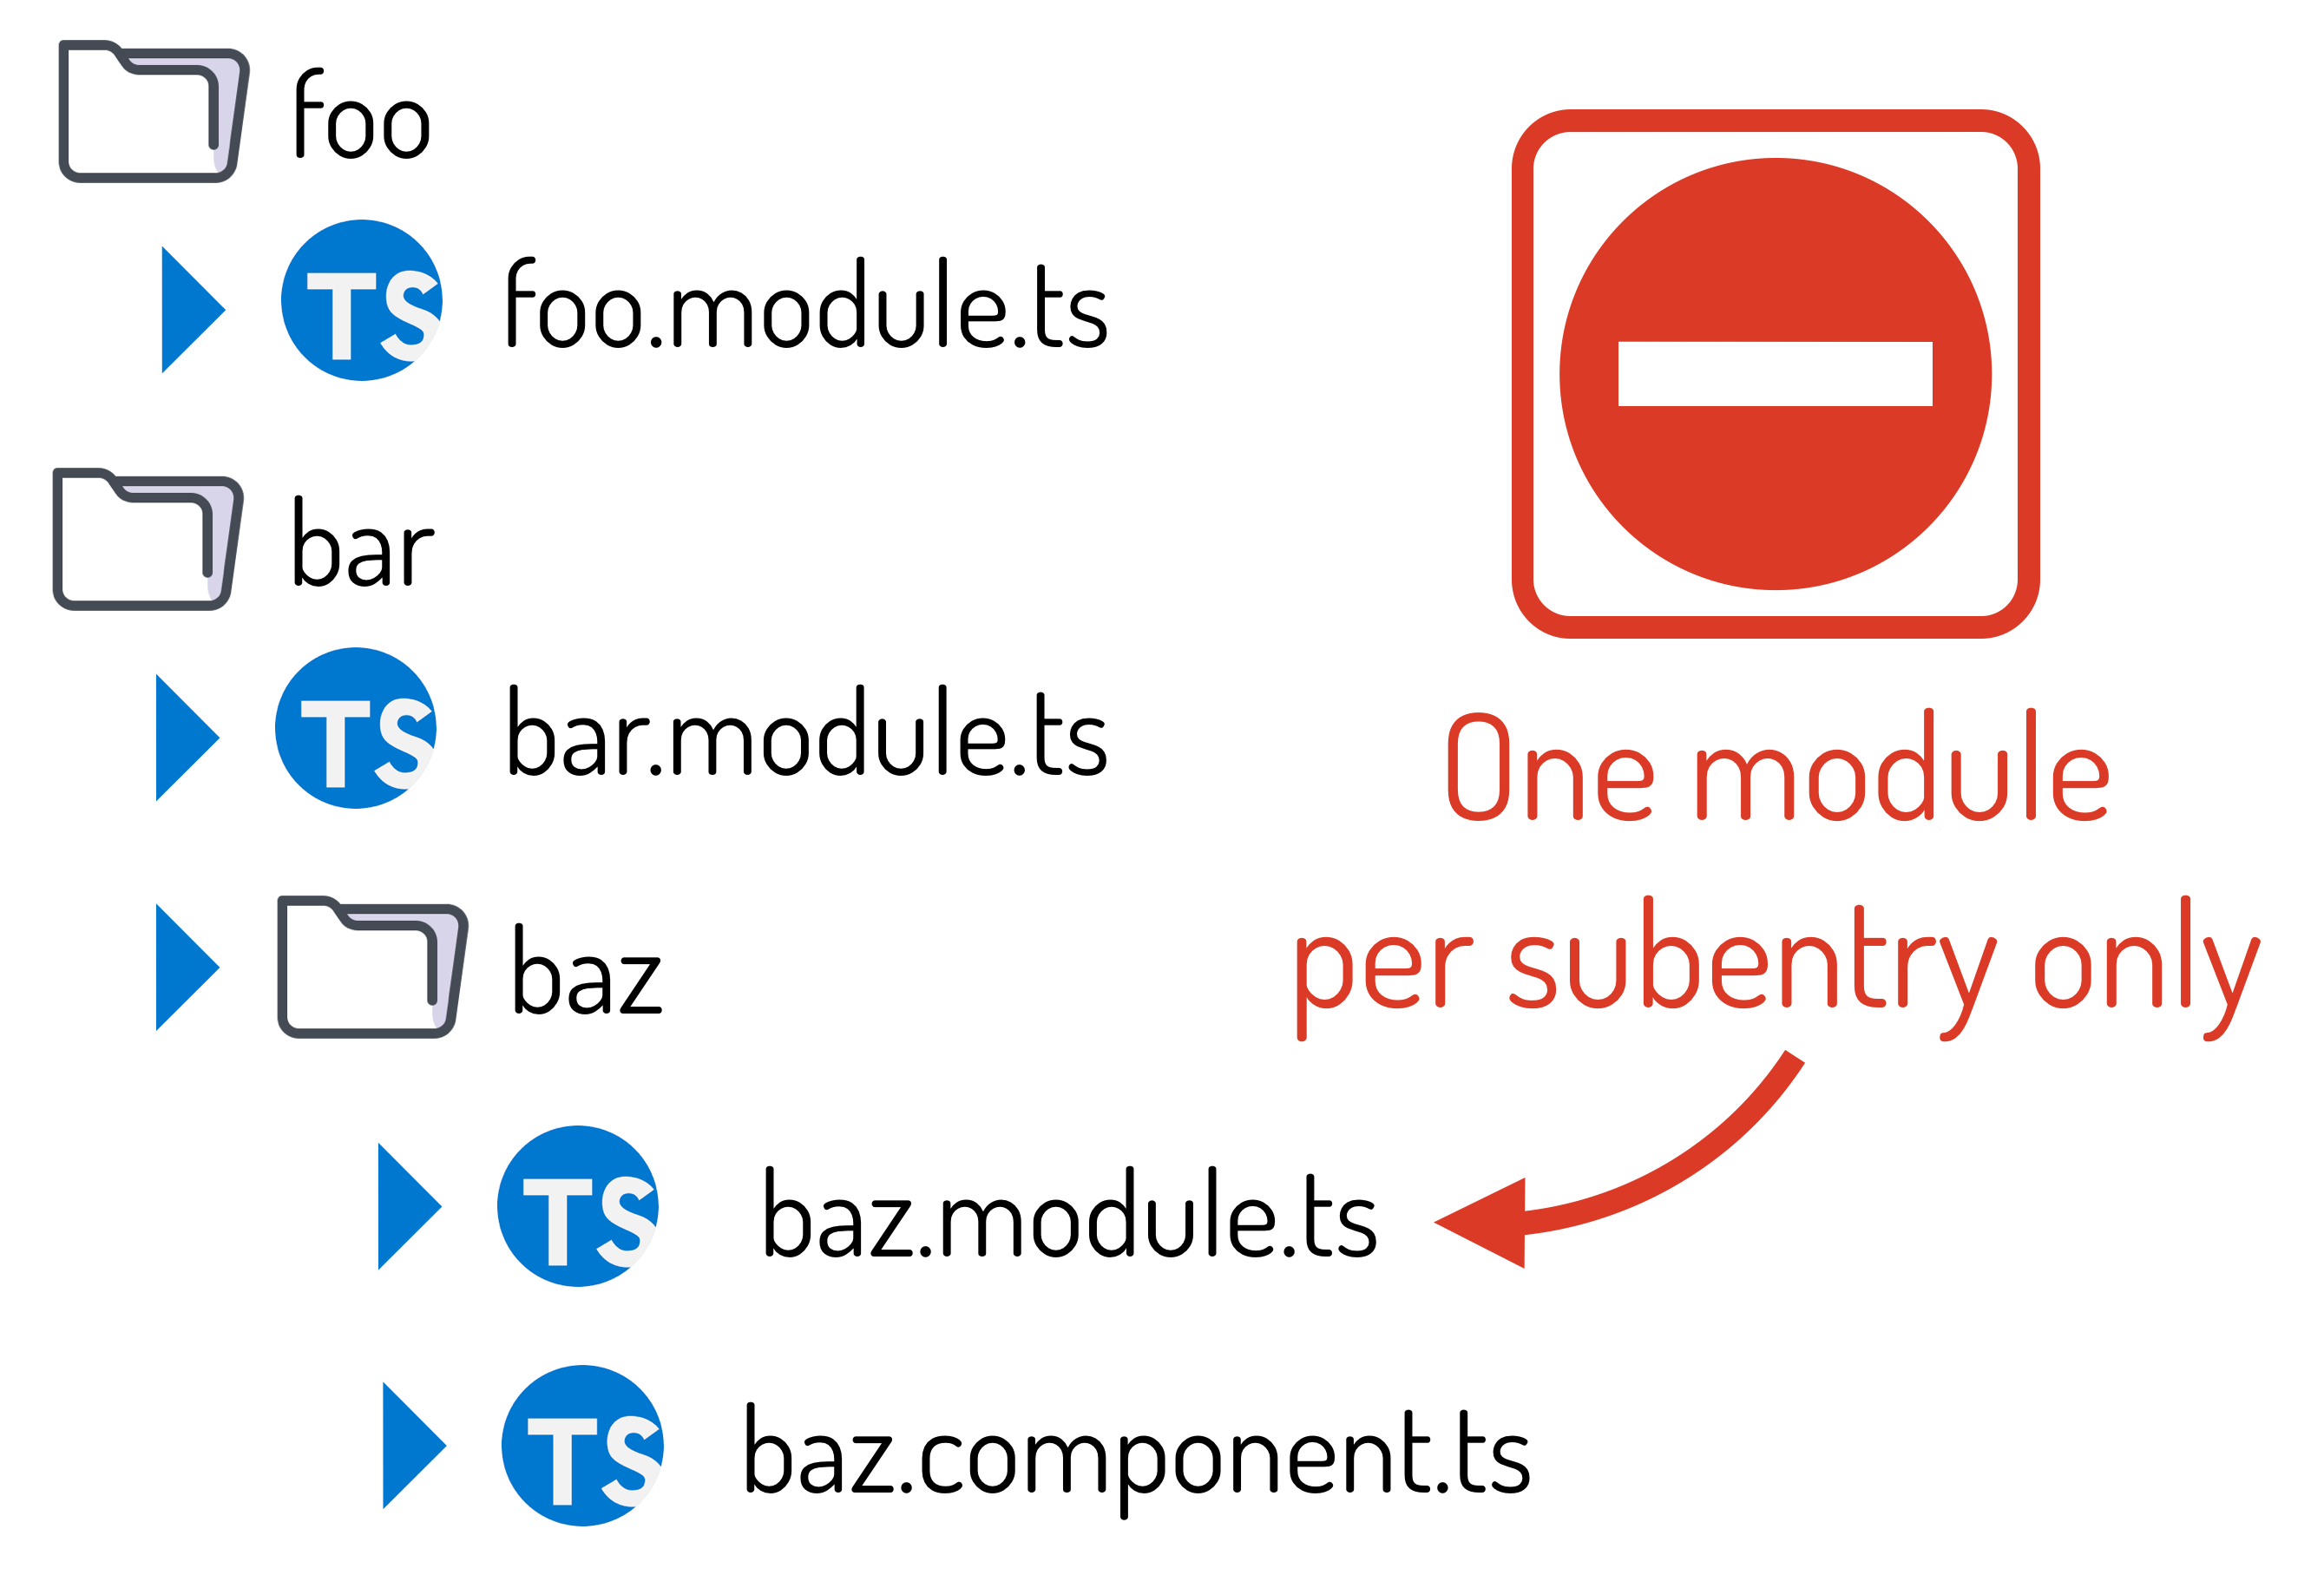 foo
TS foo.module.ts
bar
TS bar.module.ts
baz
TS baz.module.ts
TS baz.component.ts
One module
per subentry only